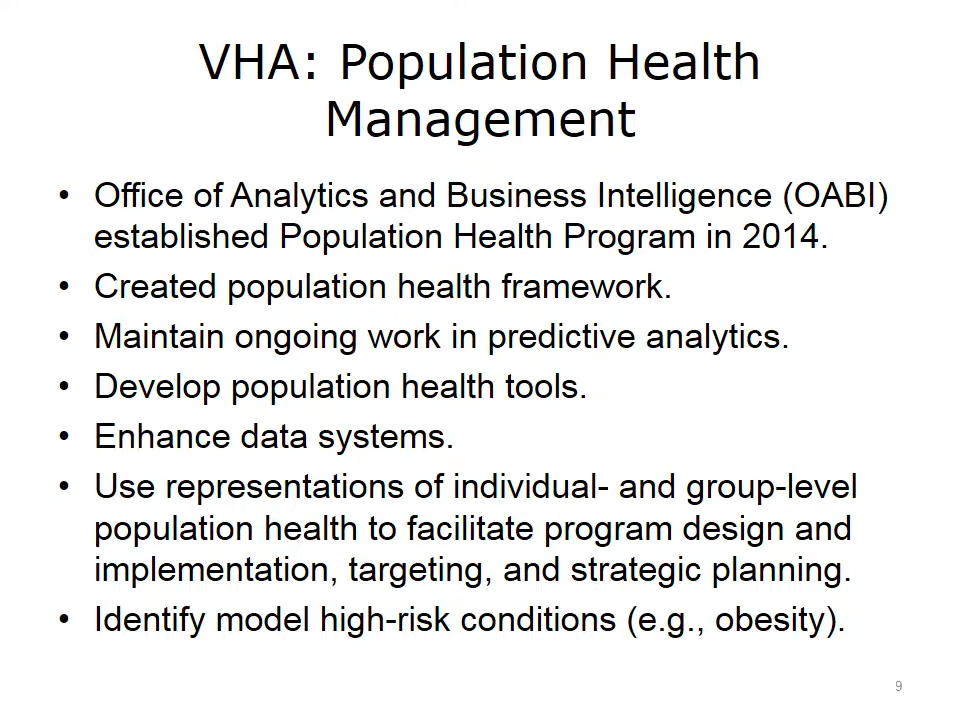 VHA: Population Health
Management
• Office of Analytics and Business Intelligence (OABI)
established Population Health Program in 2014.
• Created population health framework.
• Maintain ongoing work in predictive analytics.
• Develop population health tools.
• Enhance data systems.
• Use representations of individual- and group-level
population health to facilitate program design and
implementation, targeting, and strategic planning.
• Identify model high-risk conditions (e.g., obesity).
9